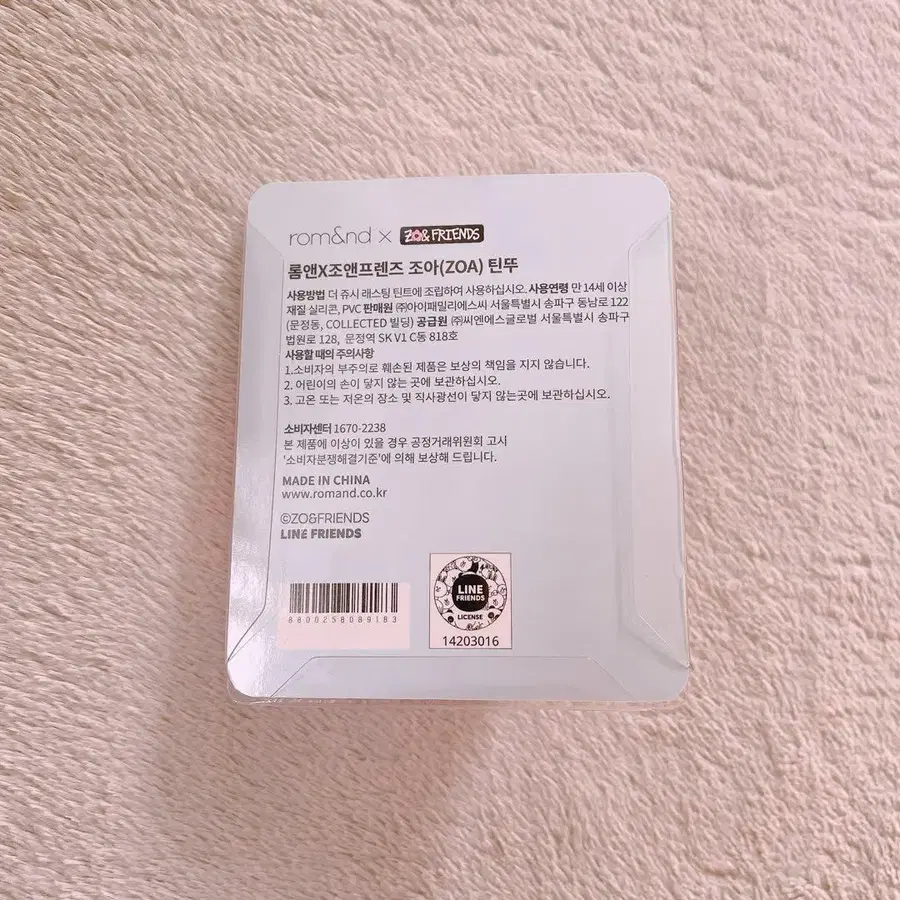 rom&nd × ZO&FRIENDS
롬앤X조앤프렌즈 조아(ZOA) 틴뚜
사용방법 더 쥬시 래스팅 틴트에 조립하여 사용하십시오. 사용연령 만 14세 이상
재질 실리콘, PVC 판매원 ㈜아이패밀리에스씨 서울특별시 송파구 동남로 122
(문정동, COLLECTED 빌딩) 공급원 ㈜씨엔에스글로벌 서울특별시 송파구
법원로 128, 문정역 SK V1 C동 818호
사용할 때의 주의사항
1.소비자의 부주의로 훼손된 제품은 보상의 책임을 지지 않습니다.
2. 어린이의 손이 닿지 않는 곳에 보관하십시오.
3. 고온 또는 저온의 장소 및 직사광선이 닿지 않는곳에 보관하십시오.
소비자센터 1670-2238
본 제품에 이상이 있을 경우 공정거래위원회 고시
'소비자분쟁해결기준'에 의해 보상해 드립니다.
MADE IN CHINA
www.romand.co.kr
©ZO&FRIENDS
LINE FRIENDS
8800258089183
LINE
FRIENDS
LICENSE
14203016